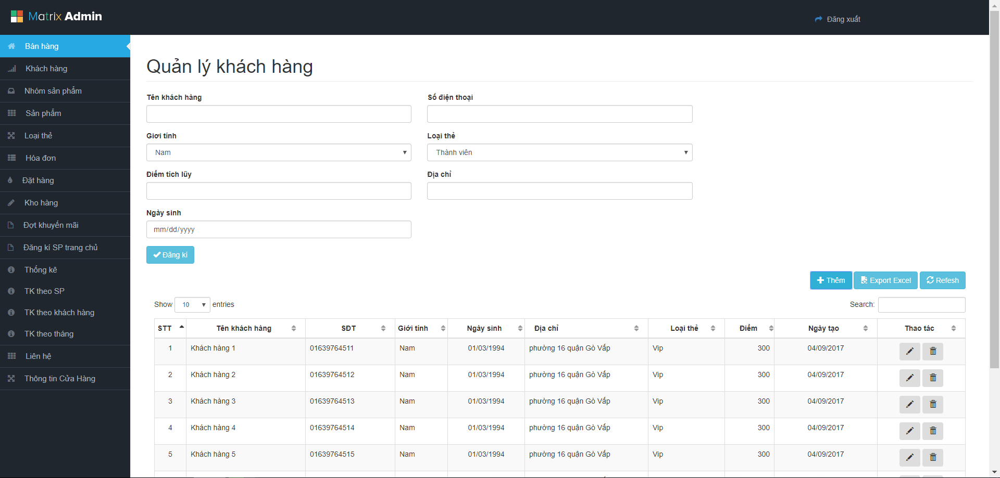 Matrix Admin
Đăng xuất
Bán hàng
Khách hàng
Nhóm sản phẩm
Sản phẩm
Loại thẻ
Hóa đơn
Đặt hàng
Kho hàng
Đợt khuyến mãi
Đăng kí SP trang chủ
Thống kê
TK theo SP
TK theo khách hàng
TK theo tháng
Liên hệ
Thông tin Cửa Hàng
Quản lý khách hàng
Tên khách hàng Số điện thoại
Giơi tính Loại thẻ
Nam Thành viên
Điểm tích lũy Địa chỉ
Ngày sinh
mm/dd/yyyy
Đăng kí
Thêm Export Excel Refesh
Show 10 entries Search:
STT Tên khách hàng SĐT Giới tính Ngày sinh Địa chỉ Loại thẻ Điểm Ngày tạo Thao tác
1 Khách hàng 1 01639764511 Nam 01/03/1994 phường 16 quận Gò Vấp Vip 300 04/09/2017
2 Khách hàng 2 01639764512 Nam 01/03/1994 phường 16 quận Gò Vấp Vip 300 04/09/2017
3 Khách hàng 3 01639764513 Nam 01/03/1994 phường 16 quận Gò Vấp Vip 300 04/09/2017
4 Khách hàng 4 01639764514 Nam 01/03/1994 phường 16 quận Gò Vấp Vip 300 04/09/2017
5 Khách hàng 5 01639764515 Nam 01/03/1994 phường 16 quận Gò Vấp Vip 300 04/09/2017